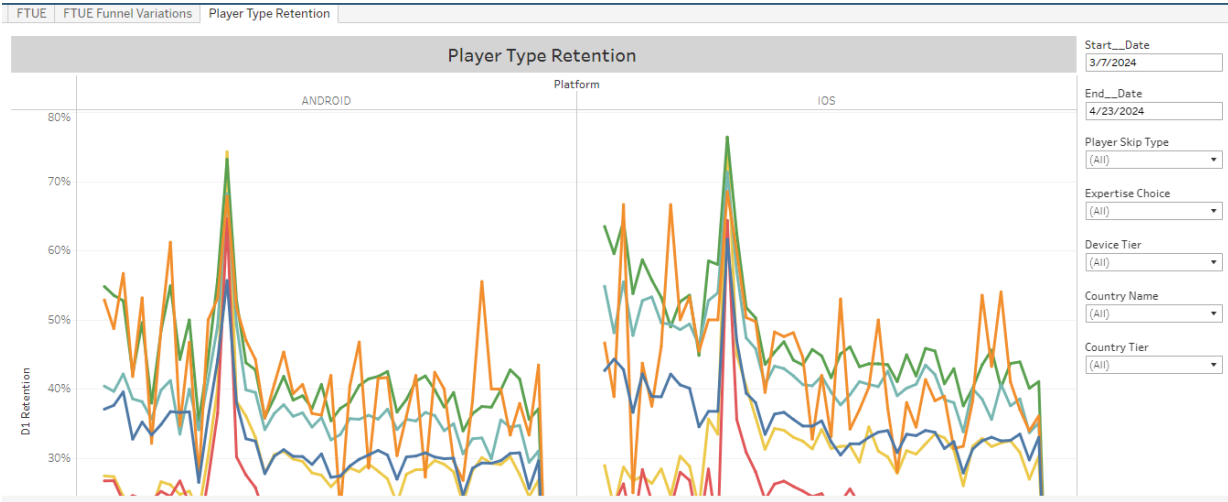 FTUE
FTUE Funnel Variations
Player Type Retention
Player Type Retention
Platform
ANDROID
IOS
80%
70%
60%
50%
40%
30%
D1 Retention
Start__Date
3/7/2024
End__Date
4/23/2024
Player Skip Type
(All)
Expertise Choice
(All)
Device Tier
(All)
Country Name
(All)
Country Tier
(All)